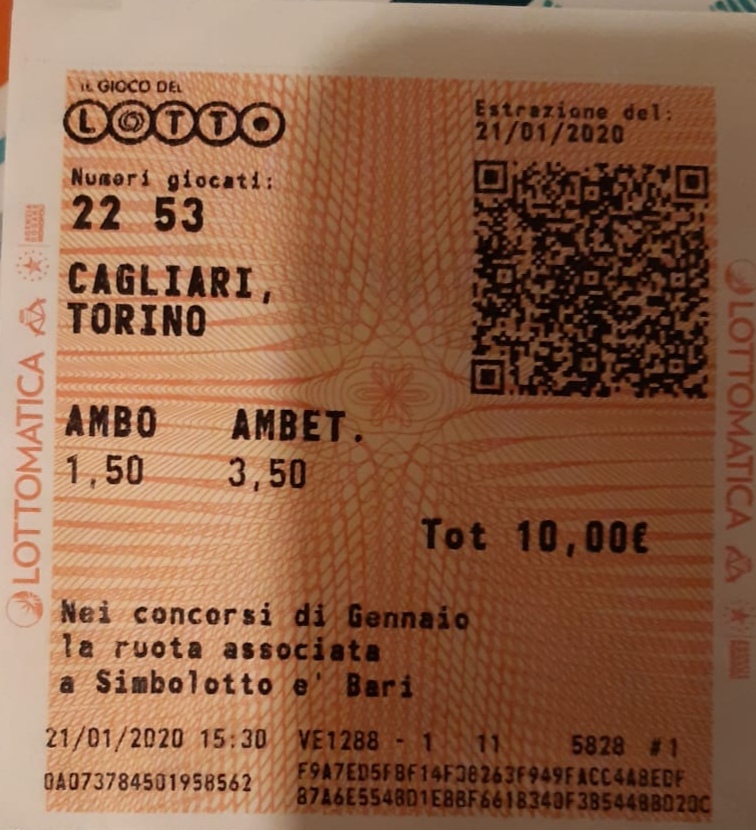 IL GIOCO DEL
LOTTO
Estrazione del:
21/01/2020
Numeri giocati:
22 53
CAGLIARI,
TORINO
AMBO AMBET.
1,50 3,50
Tot 10,00€
Nei concorsi di Gennaio
la ruota associata
a Simbolotto e' Bari
21/01/2020 15:30 VE1288 - 1 11 5828 #1
0A073784501958562
LOTTOMATICA
LOTTOMATICA